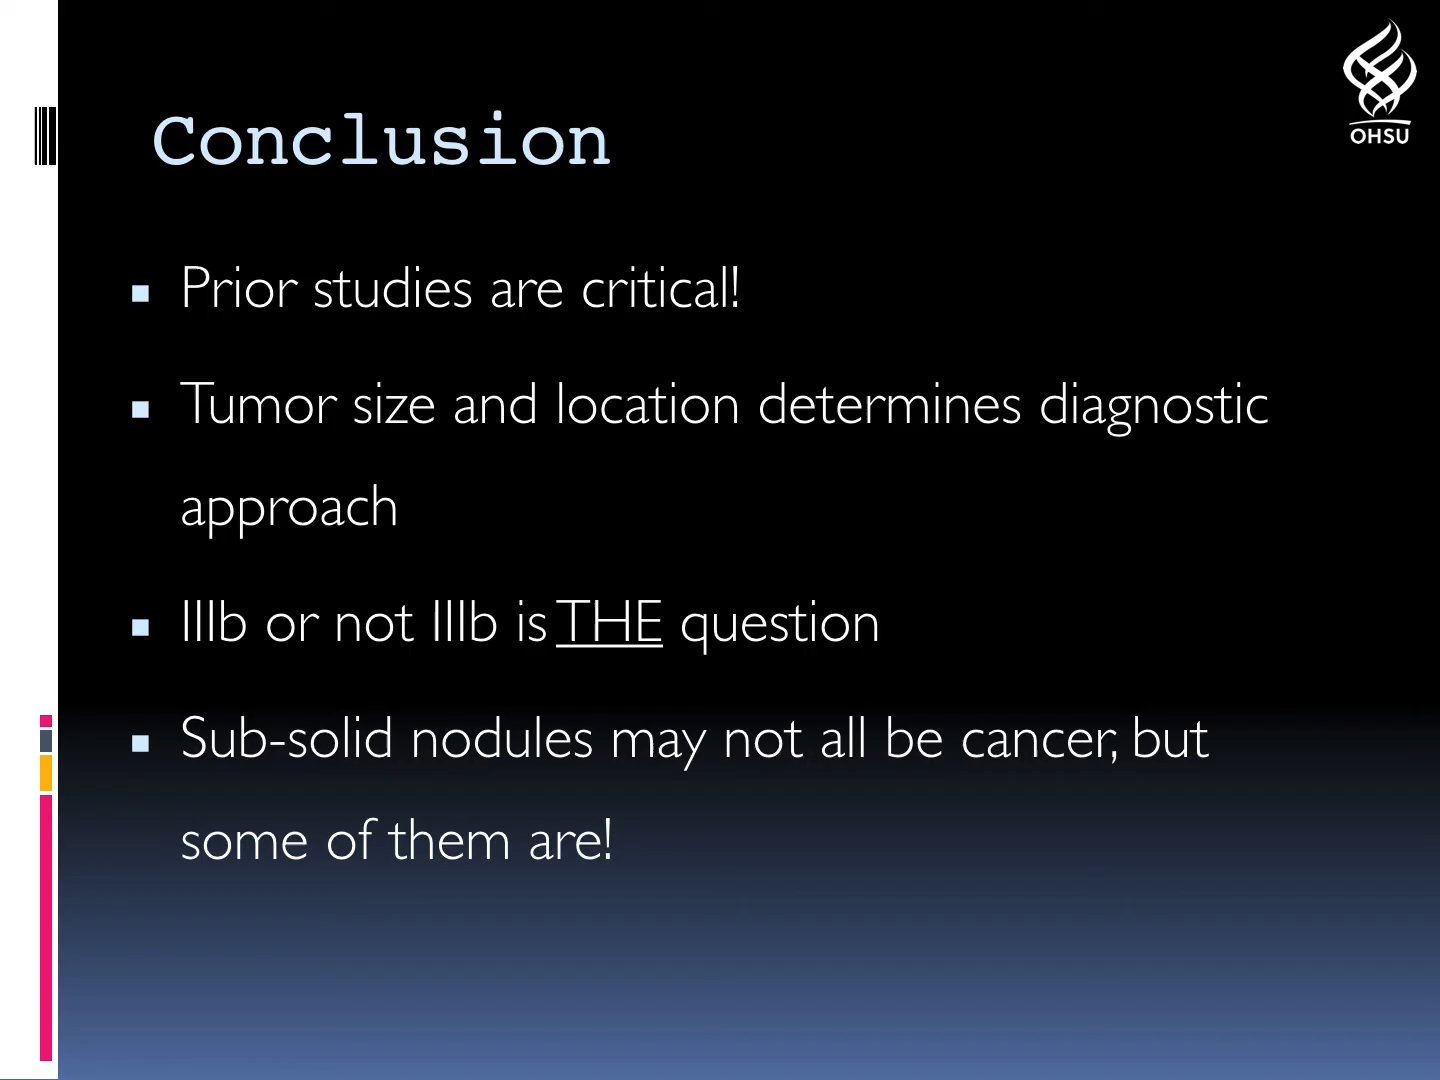 OHSU
Conclusion
Prior studies are critical!
Tumor size and location determines diagnostic
approach
IIIb or not IIIb is THE question
Sub-solid nodules may not all be cancer, but
some of them are!